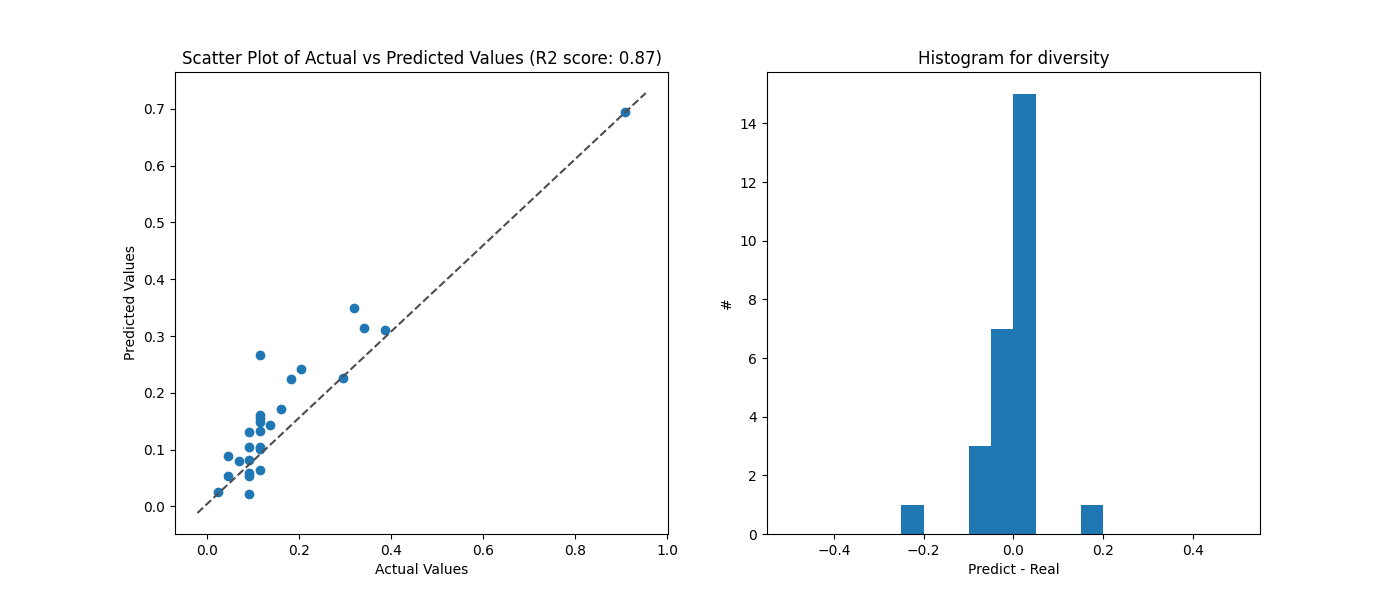 Scatter Plot of Actual vs Predicted Values (R2 score: 0.87)
Predicted Values
0.7
0.6
0.5
0.4
0.3
0.2
0.1
0.0
0.0 0.2 0.4 0.6 0.8 1.0
Actual Values
Histogram for diversity
#
14
12
10
8
6
4
2
0
−0.4 −0.2 0.0 0.2 0.4
Predict - Real